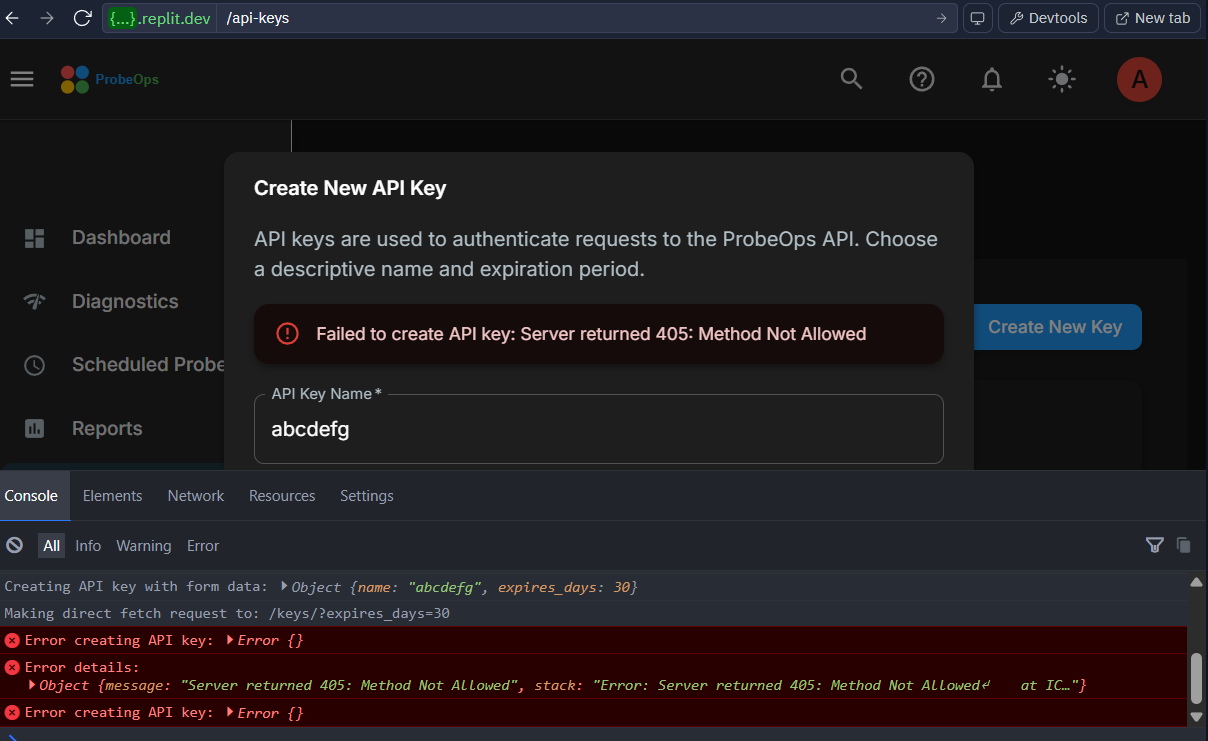 {...}.replit.dev /api-keys Devtools New tab
ProbeOps A
Create New API Key
API keys are used to authenticate requests to the ProbeOps API. Choose
a descriptive name and expiration period.
Dashboard
Diagnostics
Failed to create API key: Server returned 405: Method Not Allowed
Create New Key
Scheduled Probe
API Key Name *
abcdefg
Reports
Console Elements Network Resources Settings
All Info Warning Error
Creating API key with form data: Object {name: "abcdefg", expires_days: 30}
Making direct fetch request to: /keys/?expires_days=30
Error creating API key: Error {}
Error details:
Object {message: "Server returned 405: Method Not Allowed", stack: "Error: Server returned 405: Method Not Allowed↵ at IC…"}
Error creating API key: Error {}